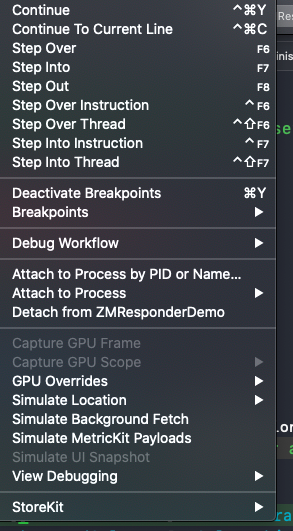 Continue ^⌘Y
Continue To Current Line ^⌘C
Step Over F6
Step Into F7
Step Out F8
Step Over Instruction ^ F6
Step Over Thread ^⇧F6
Step Into Instruction ^ F7
Step Into Thread ^⇧F7
Deactivate Breakpoints ⌘Y
Breakpoints
Debug Workflow
Attach to Process by PID or Name...
Attach to Process
Detach from ZMResponderDemo
Capture GPU Frame
Capture GPU Scope
GPU Overrides
Simulate Location
Simulate Background Fetch
Simulate MetricKit Payloads
Simulate UI Snapshot
View Debugging
StoreKit